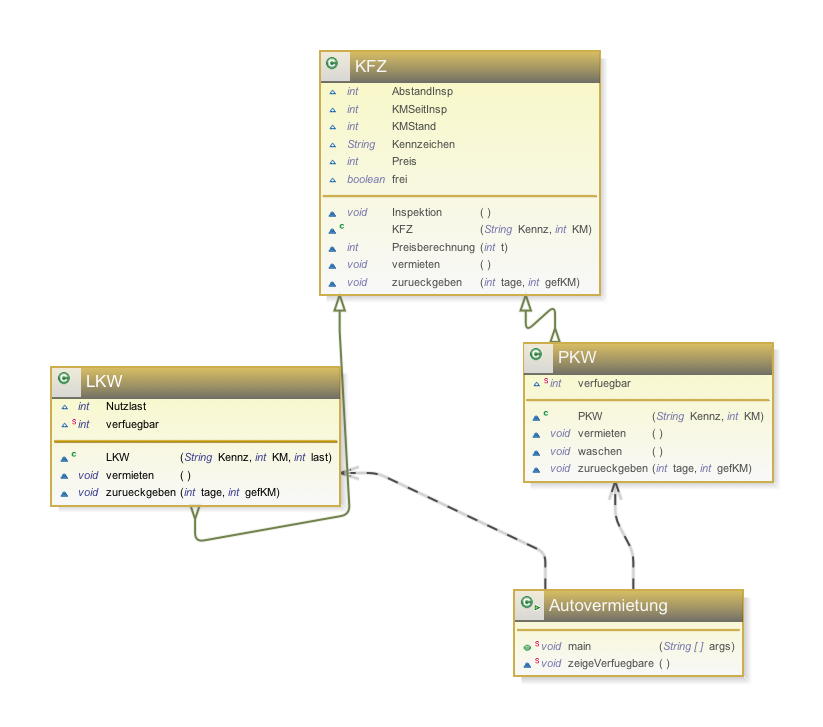 C KFZ
int AbstandInsp
int KMSeitInsp
int KMStand
String Kennzeichen
int Preis
boolean frei
void Inspektion ( )
c KFZ (String Kennz, int KM)
int Preisberechnung (int t)
void vermieten ( )
void zurueckgeben (int tage, int gefKM)
C LKW
int Nutzlast
s int verfuegbar
c LKW (String Kennz, int KM, int last)
void vermieten ( )
void zurueckgeben (int tage, int gefKM)
C PKW
s int verfuegbar
c PKW (String Kennz, int KM)
void vermieten ( )
void waschen ( )
void zurueckgeben (int tage, int gefKM)
C Autovermietung
s void main (String [ ] args)
s void zeigeVerfuegbare ( )